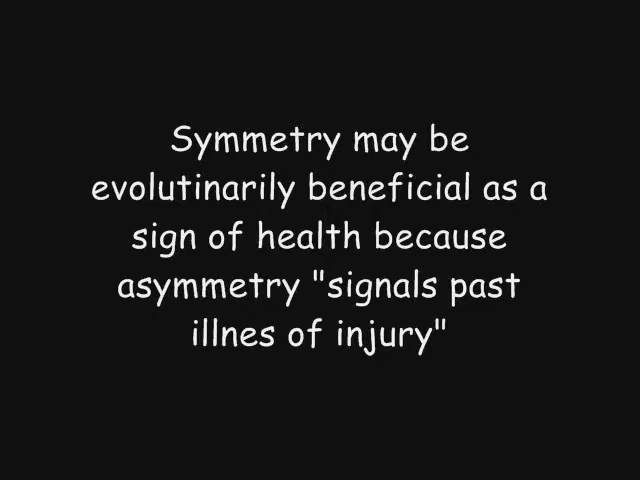 Symmetry may be
evolutinarily beneficial as a
sign of health because
asymmetry "signals past
illnes of injury"